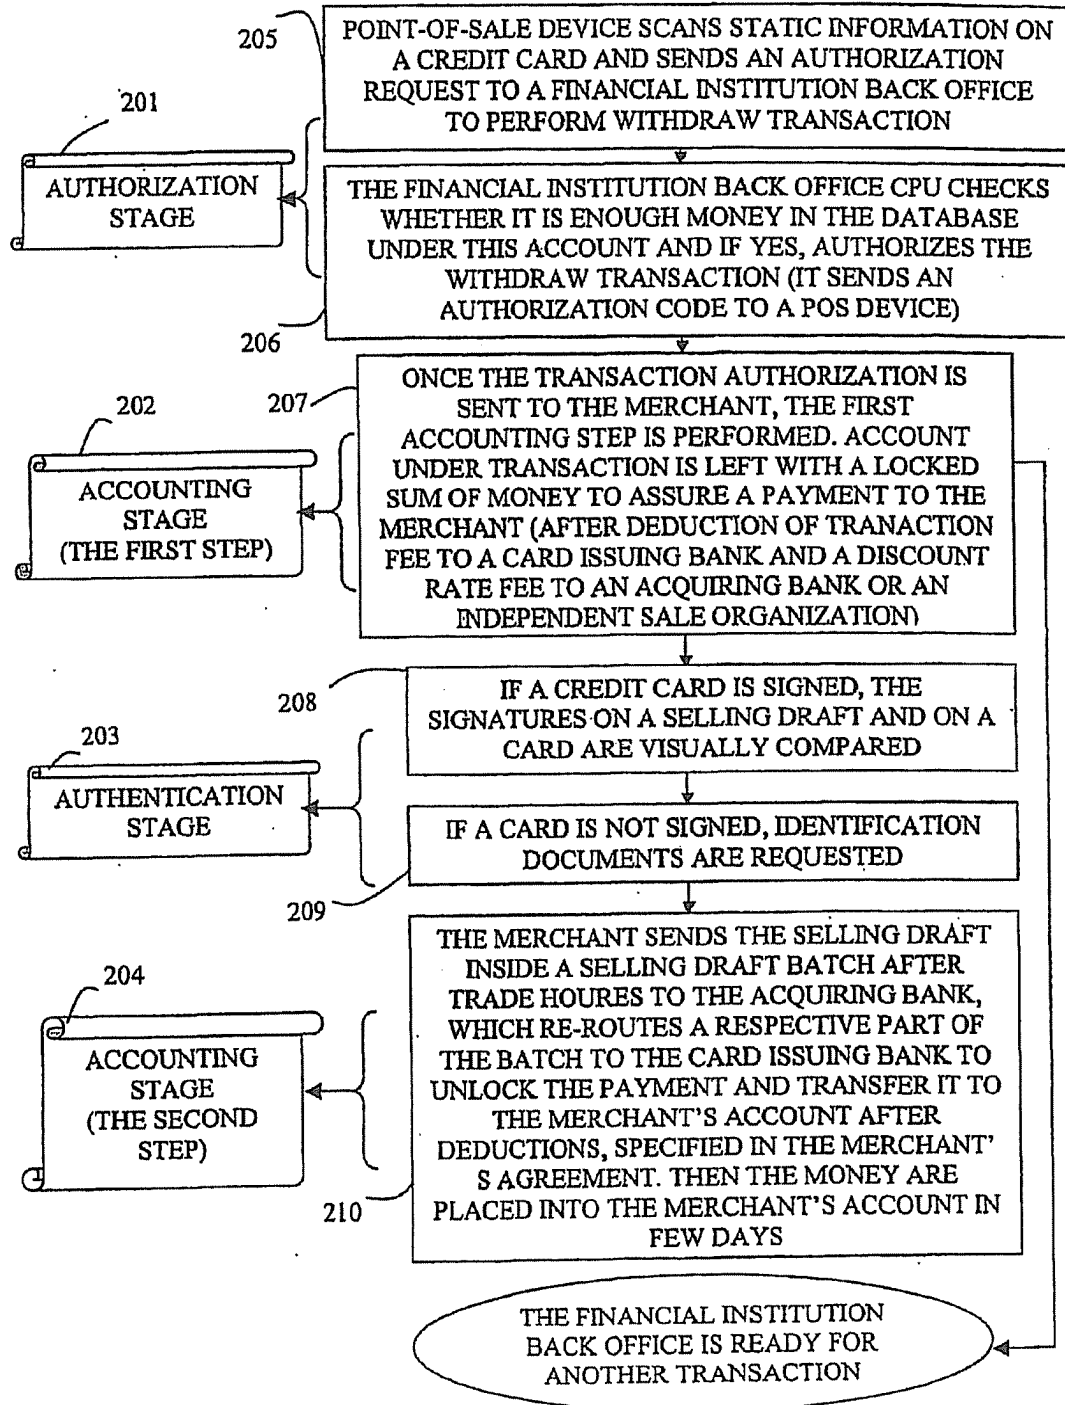 205
POINT-OF-SALE DEVICE SCANS STATIC INFORMATION ON
A CREDIT CARD AND SENDS AN AUTHORIZATION
REQUEST TO A FINANCIAL INSTITUTION BACK OFFICE
TO PERFORM WITHDRAW TRANSACTION
201
AUTHORIZATION
STAGE
THE FINANCIAL INSTITUTION BACK OFFICE CPU CHECKS
WHETHER IT IS ENOUGH MONEY IN THE DATABASE
UNDER THIS ACCOUNT AND IF YES, AUTHORIZES THE
WITHDRAW TRANSACTION (IT SENDS AN
AUTHORIZATION CODE TO A POS DEVICE)
206
202
207
ACCOUNTING
STAGE
(THE FIRST STEP)
ONCE THE TRANSACTION AUTHORIZATION IS
SENT TO THE MERCHANT, THE FIRST
ACCOUNTING STEP IS PERFORMED. ACCOUNT
UNDER TRANSACTION IS LEFT WITH A LOCKED
SUM OF MONEY TO ASSURE A PAYMENT TO THE
MERCHANT (AFTER DEDUCTION OF TRANACTION
FEE TO A CARD ISSUING BANK AND A DISCOUNT
RATE FEE TO AN ACQUIRING BANK OR AN
INDEPENDENT SALE ORGANIZATION)
208
IF A CREDIT CARD IS SIGNED, THE
SIGNATURES ON A SELLING DRAFT AND ON A
CARD ARE VISUALLY COMPARED
203
AUTHENTICATION
STAGE
IF A CARD IS NOT SIGNED, IDENTIFICATION
DOCUMENTS ARE REQUESTED
209
204
ACCOUNTING
STAGE
(THE SECOND
STEP)
THE MERCHANT SENDS THE SELLING DRAFT
INSIDE A SELLING DRAFT BATCH AFTER
TRADE HOURES TO THE ACQUIRING BANK,
WHICH RE-ROUTES A RESPECTIVE PART OF
THE BATCH TO THE CARD ISSUING BANK TO
UNLOCK THE PAYMENT AND TRANSFER IT TO
THE MERCHANT'S ACCOUNT AFTER
DEDUCTIONS, SPECIFIED IN THE MERCHANT'
S AGREEMENT. THEN THE MONEY ARE
PLACED INTO THE MERCHANT'S ACCOUNT IN
FEW DAYS
210
THE FINANCIAL INSTITUTION
BACK OFFICE IS READY FOR
ANOTHER TRANSACTION